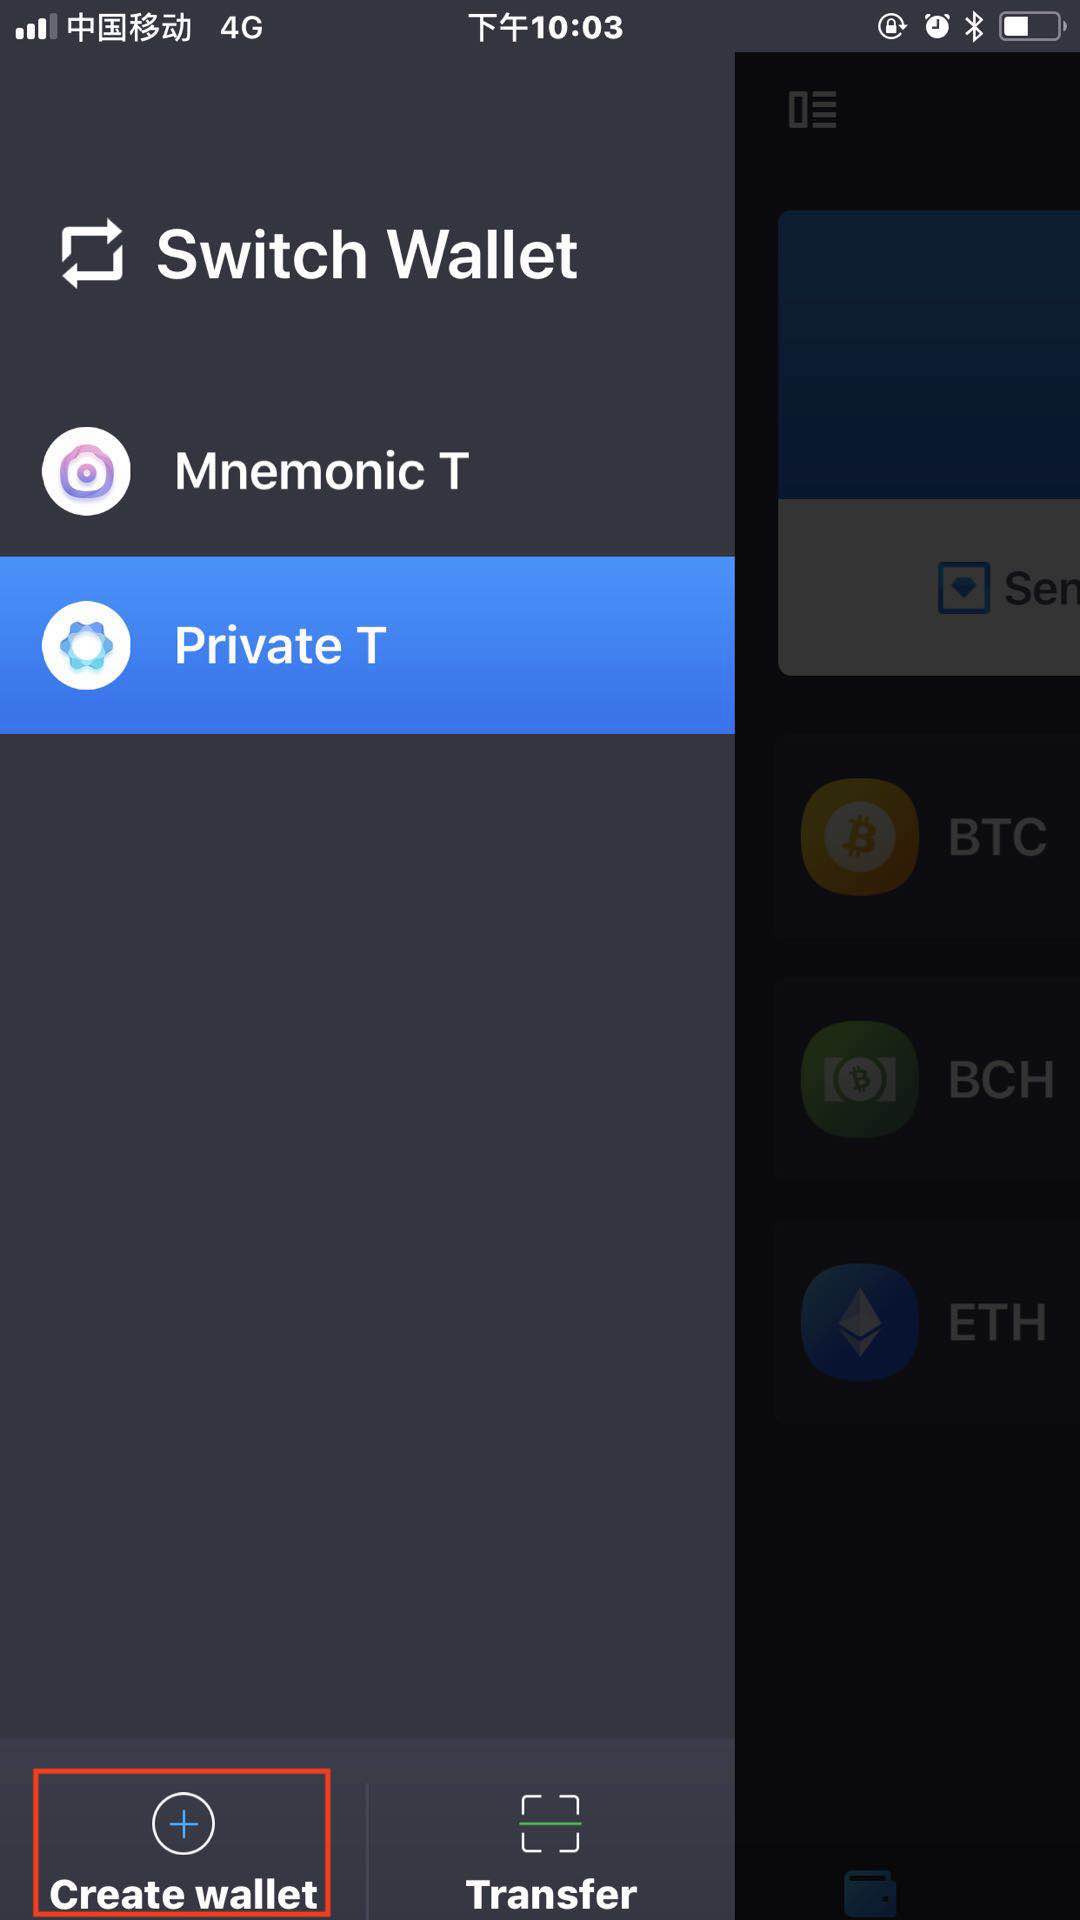 中国移动 4G 下午10:03
Switch Wallet
Mnemonic T
Private T
Sen
BTC
BCH
ETH
Create wallet
Transfer